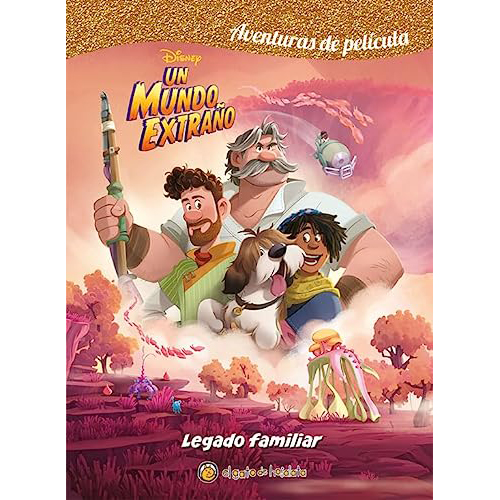 Aventuras de película
Disney
UN
MUNDO
EXTRAÑO
Legado familiar
el gato de hojalata